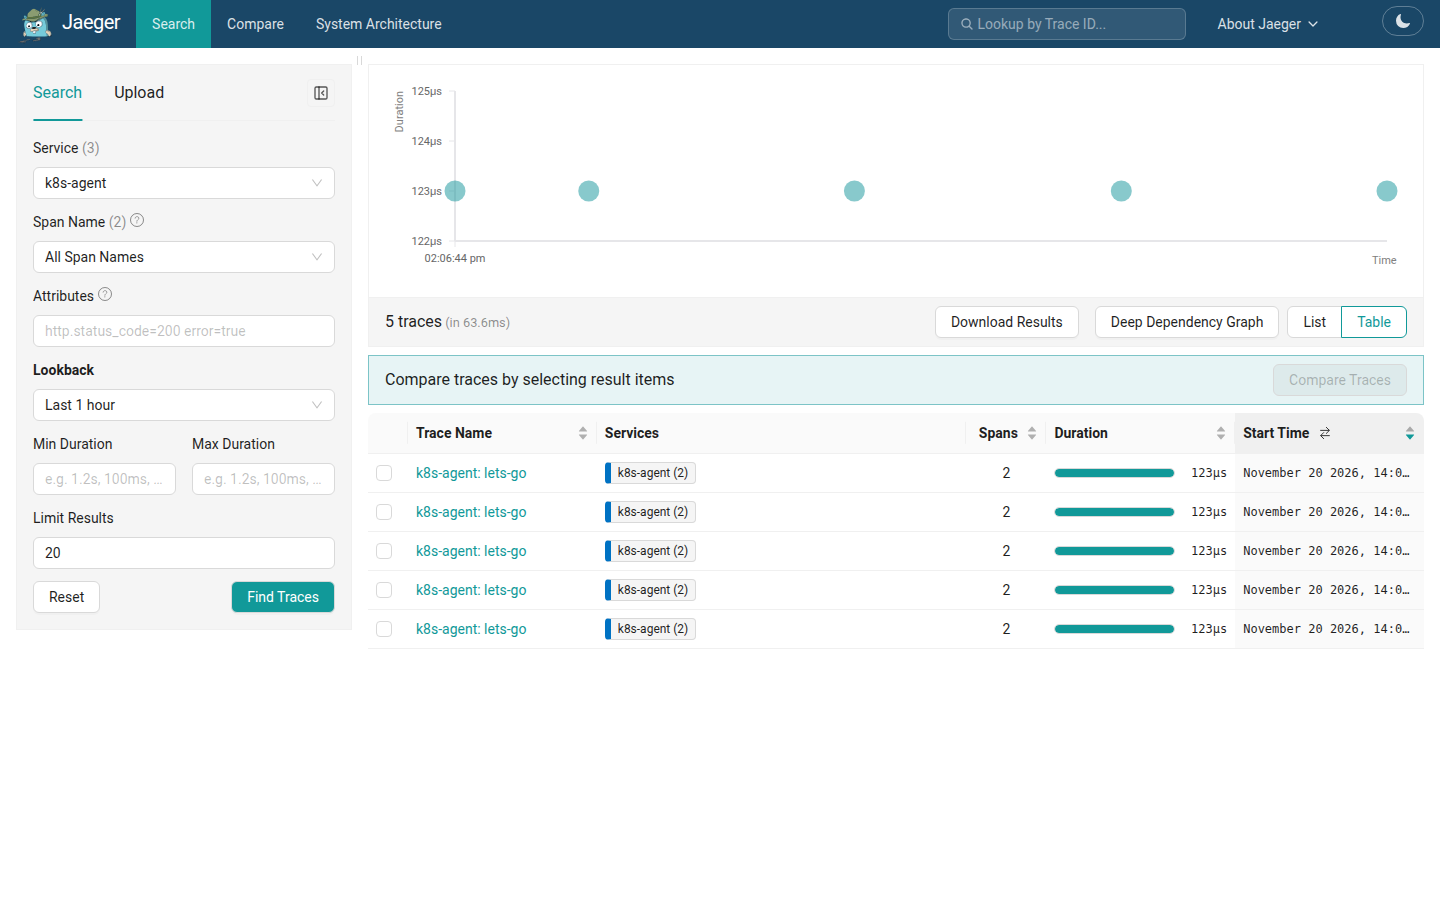 Jaeger
Search
Compare
System Architecture
Lookup by Trace ID...
About Jaeger
Search
Upload
Service (3)
k8s-agent
Span Name (2)
All Span Names
Attributes
http.status_code=200 error=true
Lookback
Last 1 hour
Min Duration
Max Duration
e.g. 1.2s, 100ms, ...
e.g. 1.2s, 100ms, ...
Limit Results
20
Reset
Find Traces
Duration
125μs
124μs
123μs
122μs
02:06:44 pm
Time
5 traces (in 63.6ms)
Download Results
Deep Dependency Graph
List
Table
Compare traces by selecting result items
Compare Traces
Trace Name Services Spans Duration Start Time
k8s-agent: lets-go k8s-agent (2) 2 123μs November 20 2026, 14:0…
k8s-agent: lets-go k8s-agent (2) 2 123μs November 20 2026, 14:0…
k8s-agent: lets-go k8s-agent (2) 2 123μs November 20 2026, 14:0…
k8s-agent: lets-go k8s-agent (2) 2 123μs November 20 2026, 14:0…
k8s-agent: lets-go k8s-agent (2) 2 123μs November 20 2026, 14:0…